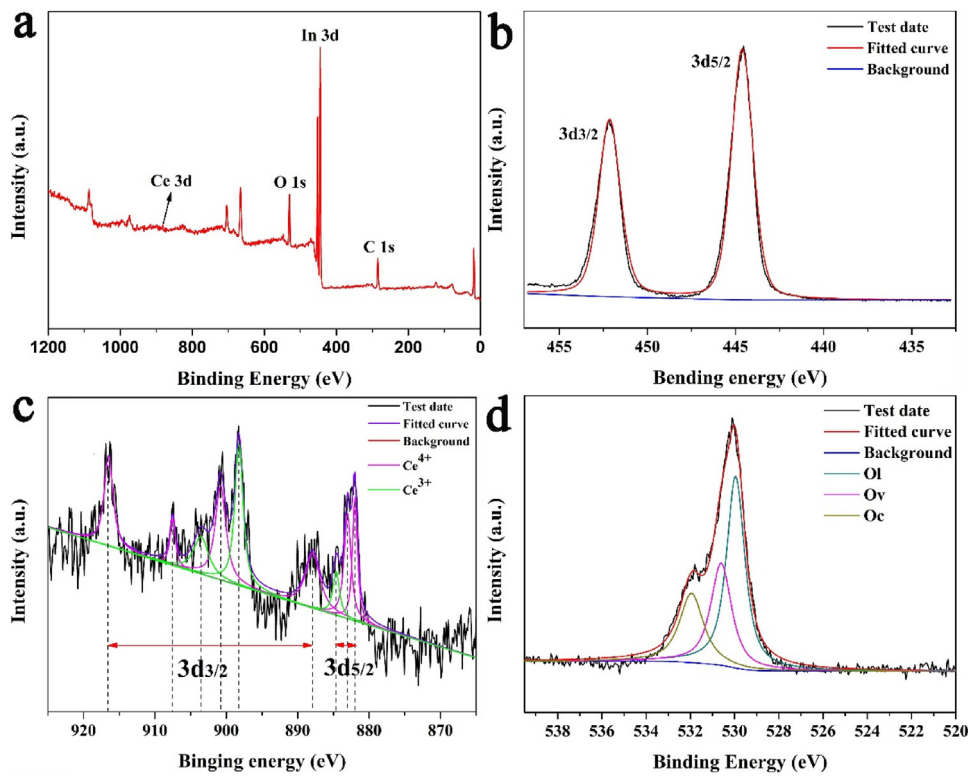 a
In 3d
Ce 3d
O 1s
C 1s
Intensity (a.u.)
1200 1000 800 600 400 200 0
Binding Energy (eV)
b
Test date
Fitted curve
Background
3d5/2
3d3/2
Intensity (a.u.)
455 450 445 440 435
Bending energy (eV)
c
Test date
Fitted curve
Background
Ce4+
Ce3+
3d3/2
3d5/2
Intensity (a.u.)
920 910 900 890 880 870
Binging energy (eV)
d
Test date
Fitted curve
Background
Ol
Ov
Oc
Intensity (a.u.)
538 536 534 532 530 528 526 524 522 520
Binding Energy (eV)